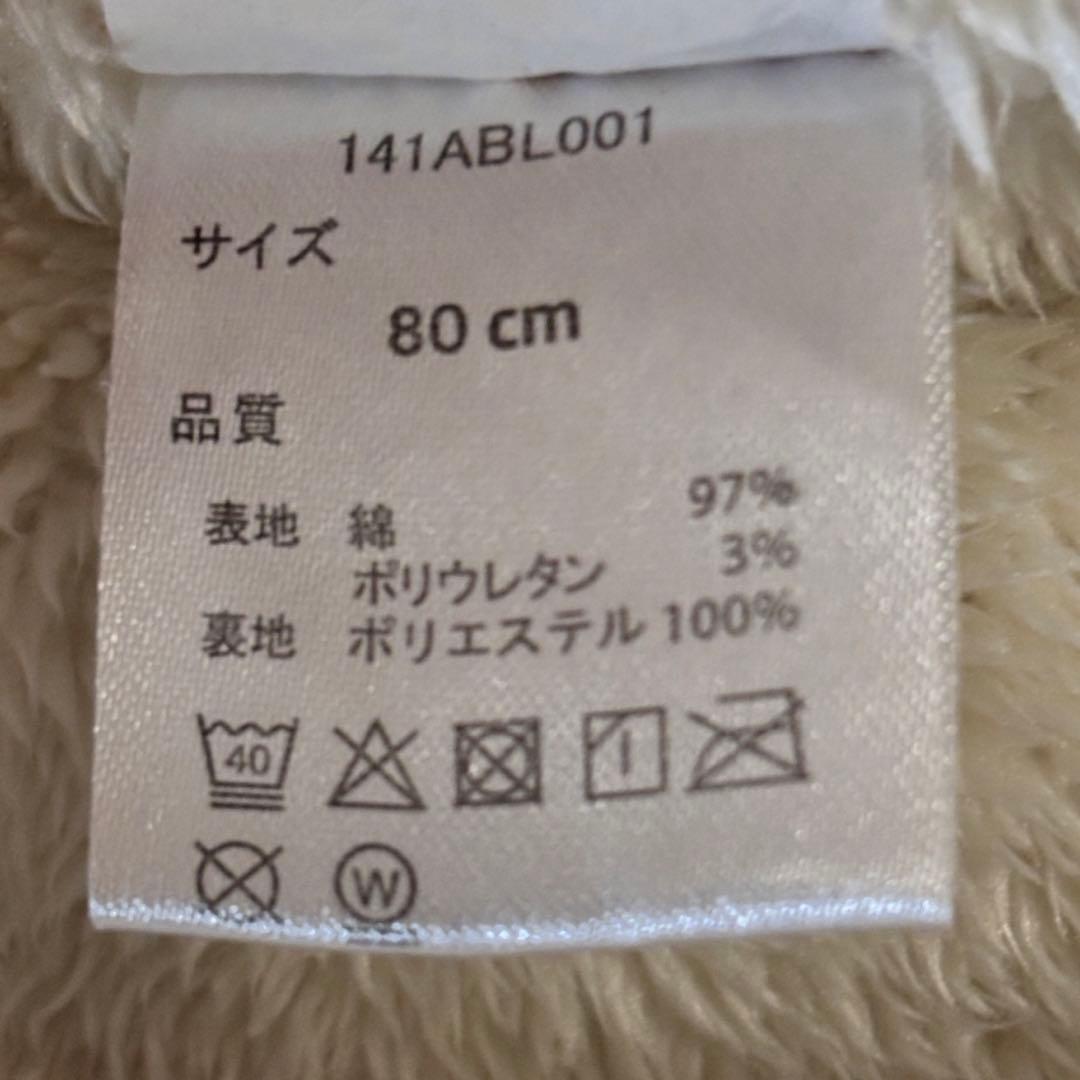 141ABL001
サイズ
80 cm
品質
表地 綿 97%
ポリウレタン 3%
裏地 ポリエステル 100%
40
W